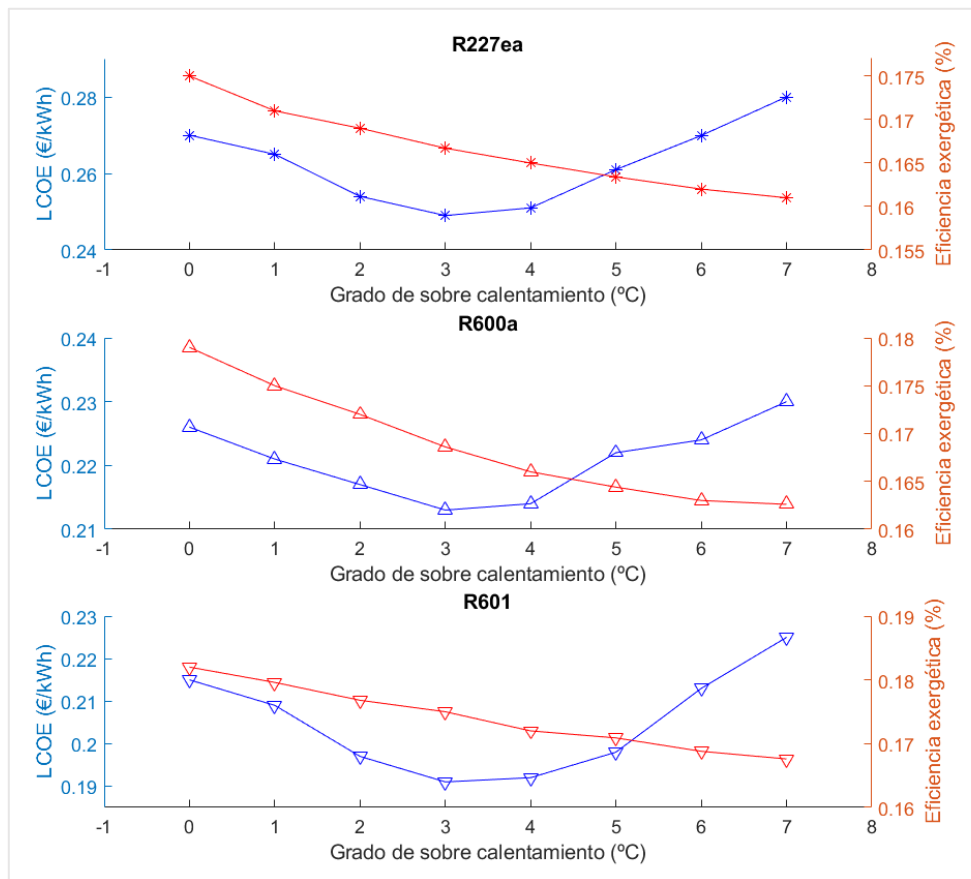 R227ea
LCOE (€/kWh)
0.28
0.26
0.24
Eficiencia exergética (%)
0.175
0.17
0.165
0.16
0.155
-1 0 1 2 3 4 5 6 7 8
Grado de sobre calentamiento (ºC)
R600a
LCOE (€/kWh)
0.24
0.23
0.22
0.21
Eficiencia exergética (%)
0.18
0.175
0.17
0.165
0.16
-1 0 1 2 3 4 5 6 7 8
Grado de sobre calentamiento (ºC)
R601
LCOE (€/kWh)
0.23
0.22
0.21
0.2
0.19
Eficiencia exergética (%)
0.19
0.18
0.17
0.16
-1 0 1 2 3 4 5 6 7 8
Grado de sobre calentamiento (ºC)